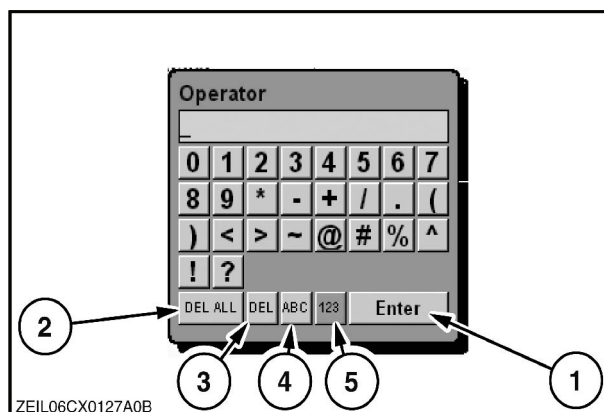 Operator
_
0 1 2 3 4 5 6 7
8 9 * - + / . (
) < > ~ @ # % ^
! ?
DEL ALL DEL ABC 123 Enter
2
3 4 5 1
ZEIL06CX0127A0B